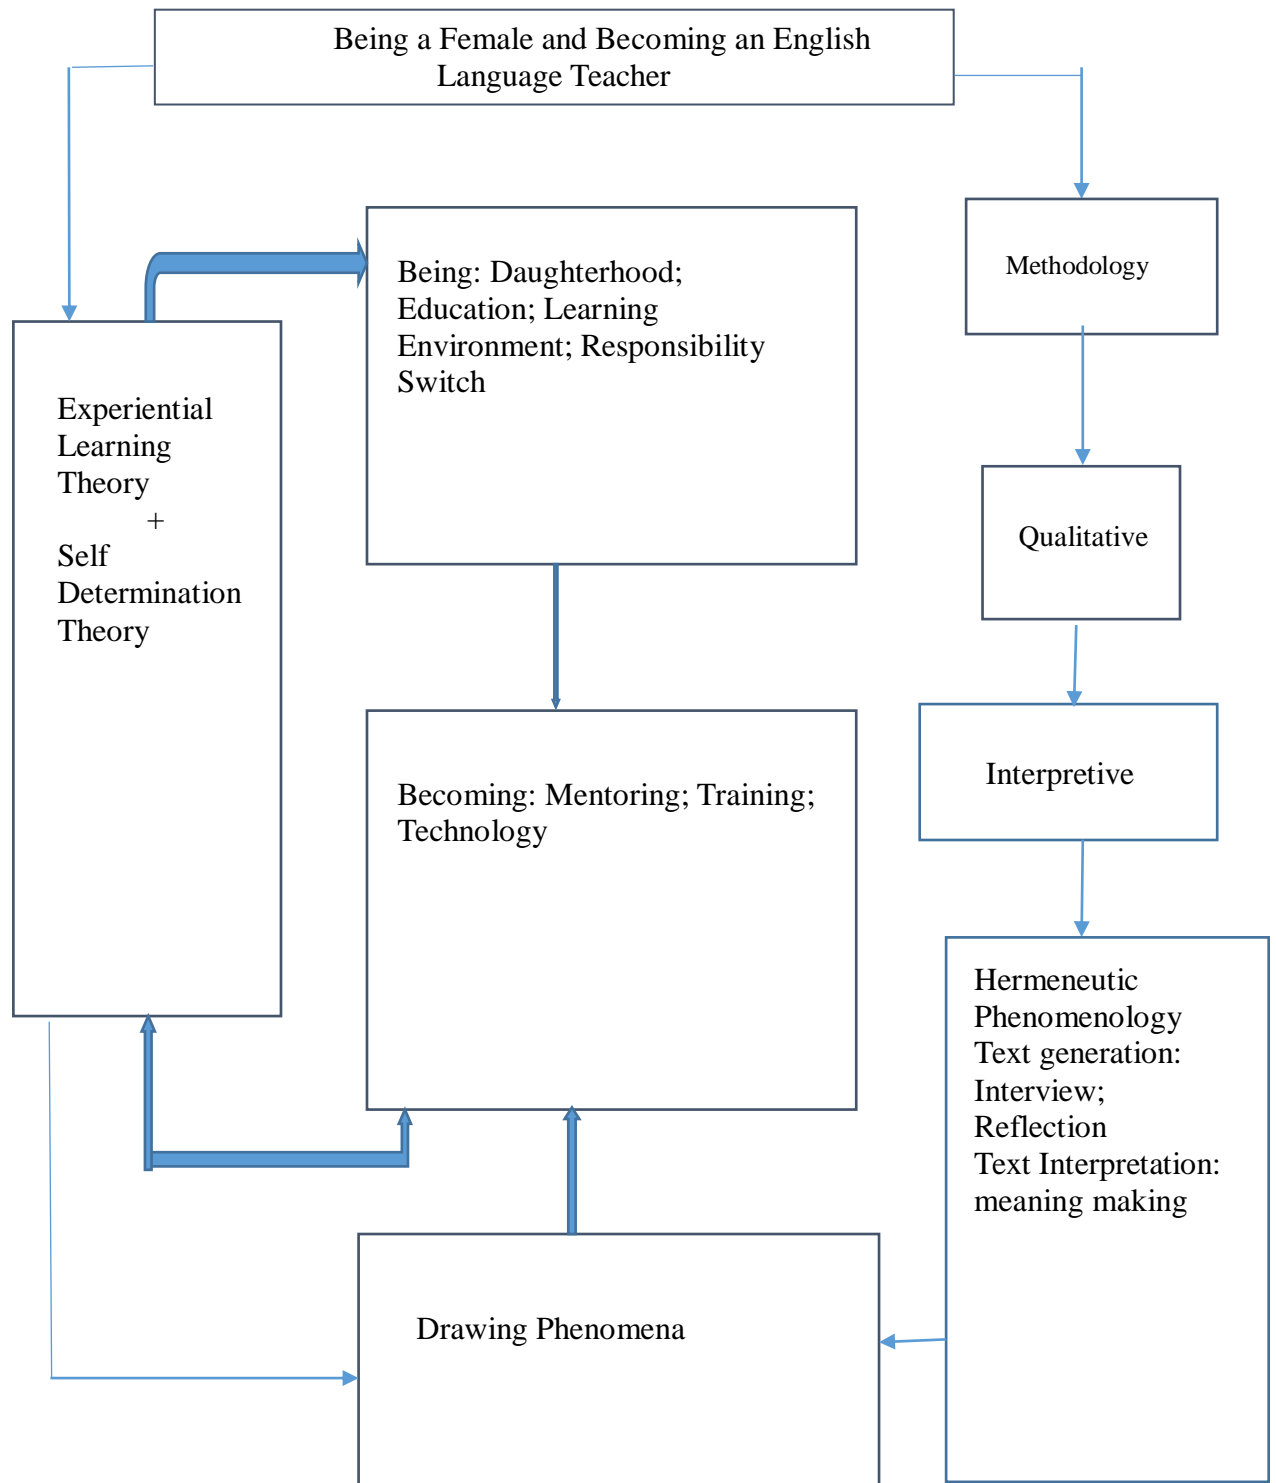 Being a Female and Becoming an English
Language Teacher
Experiential
Learning
Theory
+
Self
Determination
Theory
Being: Daughterhood;
Education; Learning
Environment; Responsibility
Switch
Becoming: Mentoring; Training;
Technology
Drawing Phenomena
Methodology
Qualitative
Interpretive
Hermeneutic
Phenomenology
Text generation:
Interview;
Reflection
Text Interpretation:
meaning making